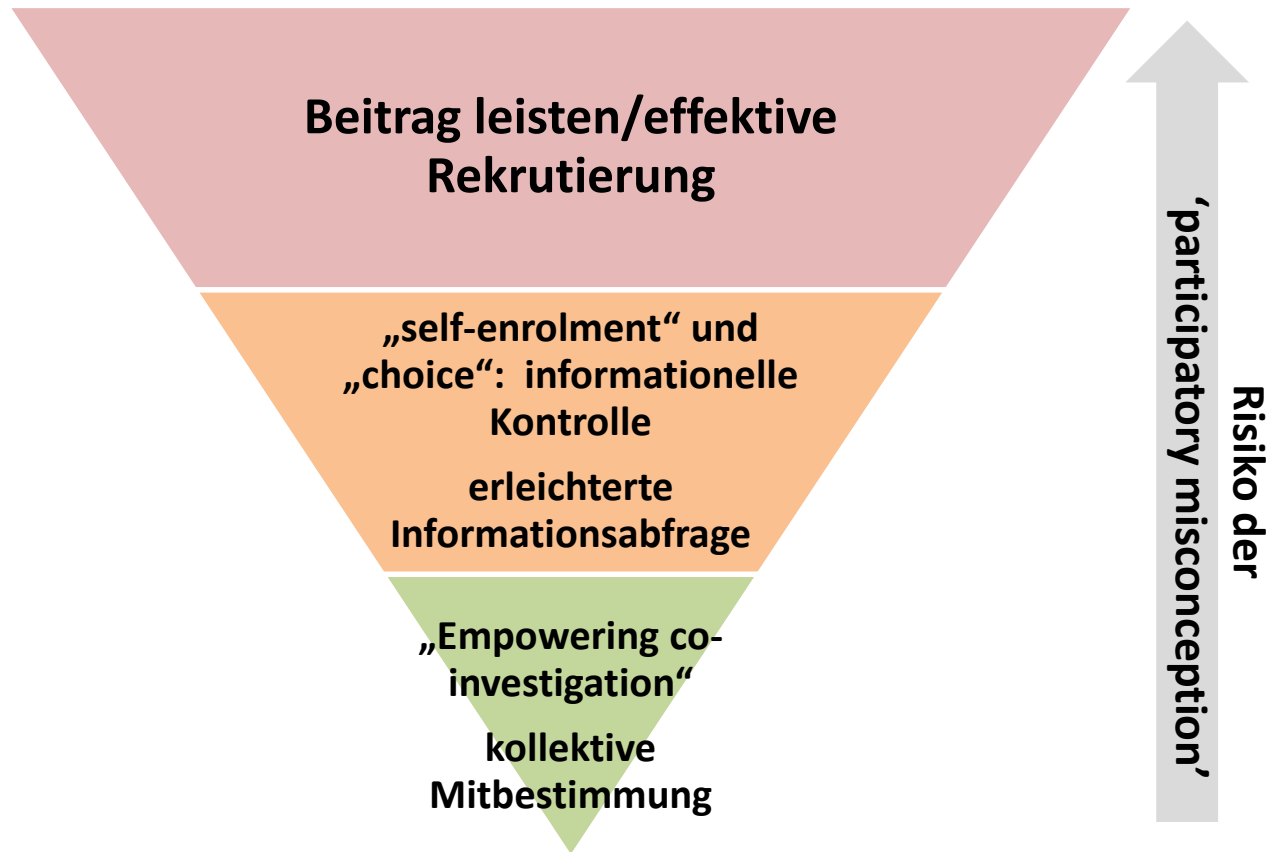 Beitrag leisten/effektive
Rekrutierung
„self-enrolment“ und
„choice“:  informationelle
Kontrolle
erleichterte
Informationsabfrage
„Empowering co-
investigation“
kollektive
Mitbestimmung
Risiko der
‘participatory misconception’